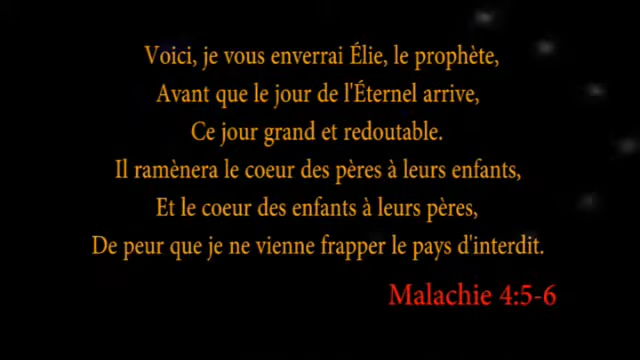 Voici, je vous enverrai Élie, le prophète,
Avant que le jour de l'Éternel arrive,
Ce jour grand et redoutable.
Il ramènera le coeur des pères à leurs enfants,
Et le coeur des enfants à leurs pères,
De peur que je ne vienne frapper le pays d'interdit.
Malachie 4:5-6